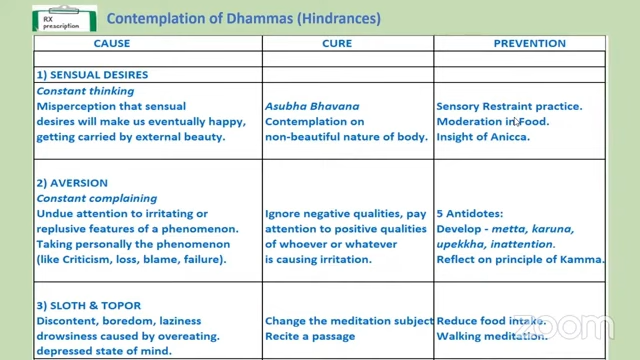 RX
prescription
Contemplation of Dhammas (Hindrances)
CAUSE CURE PREVENTION
1) SENSUAL DESIRES
Constant thinking
Misperception that sensual Asubha Bhavana Sensory Restraint practice.
desires will make us eventually happy, Contemplation on Moderation in Food.
getting carried by external beauty. non-beautiful nature of body. Insight of Anicca.
2) AVERSION
Constant complaining
Undue attention to irritating or Ignore negative qualities, pay 5 Antidotes:
replusive features of a phenomenon. attention to positive qualities Develop - metta, karuna,
Taking personally the phenomenon of whoever or whatever upekkha, inattention.
(like Criticism, loss, blame, failure). is causing irritation. Reflect on principle of Kamma.
3) SLOTH & TOPOR
Discontent, boredom, laziness Change the meditation subject Reduce food intake.
drowsiness caused by overeating. Recite a passage Walking meditation.
depressed state of mind.
zoom